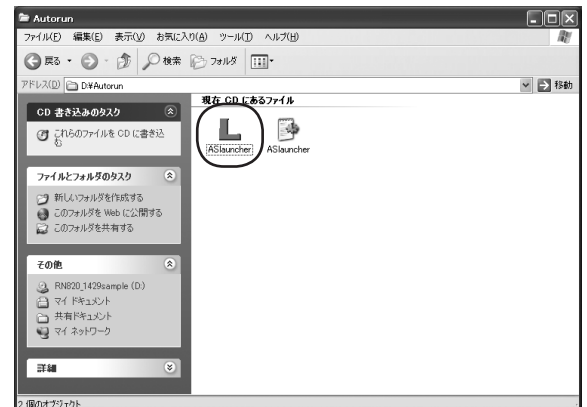 Autorun
ファイル(F) 編集(E) 表示(V) お気に入り(A) ツール(T) ヘルプ(H)
戻る 検索 フォルダ
アドレス(D) D:¥Autorun 移動
CD 書き込みのタスク
これらのファイルを CD に書き込
む
ファイルとフォルダのタスク
新しいフォルダを作成する
このフォルダを Web に公開する
このフォルダを共有する
その他
RN820_1429sample (D:)
マイ ドキュメント
共有ドキュメント
マイ ネットワーク
詳細
現在 CD にあるファイル
ASlauncher ASlauncher
2 個のオブジェクト